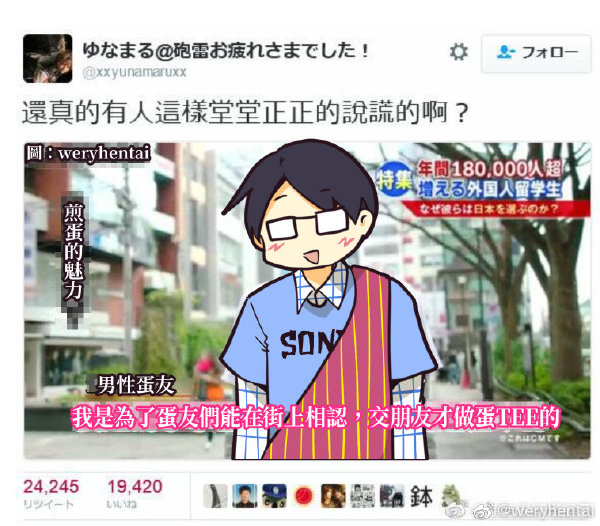 ゆなまる@砲雷お疲れさまでした！
@xxyunamaruxx
フォロー
還真的有人這樣堂堂正正的說謊的啊？
圖：weryhentai
煎蛋的魅力
特集
年間180,000人超
増える外国人留学生
なぜ彼らは日本を選ぶのか？
SON
男性蛋友
我是為了蛋友們能在街上相認，交朋友才做蛋TEE的
※これはCMです
24,245
リツイート
19,420
いいね
鉢
@weryhentai